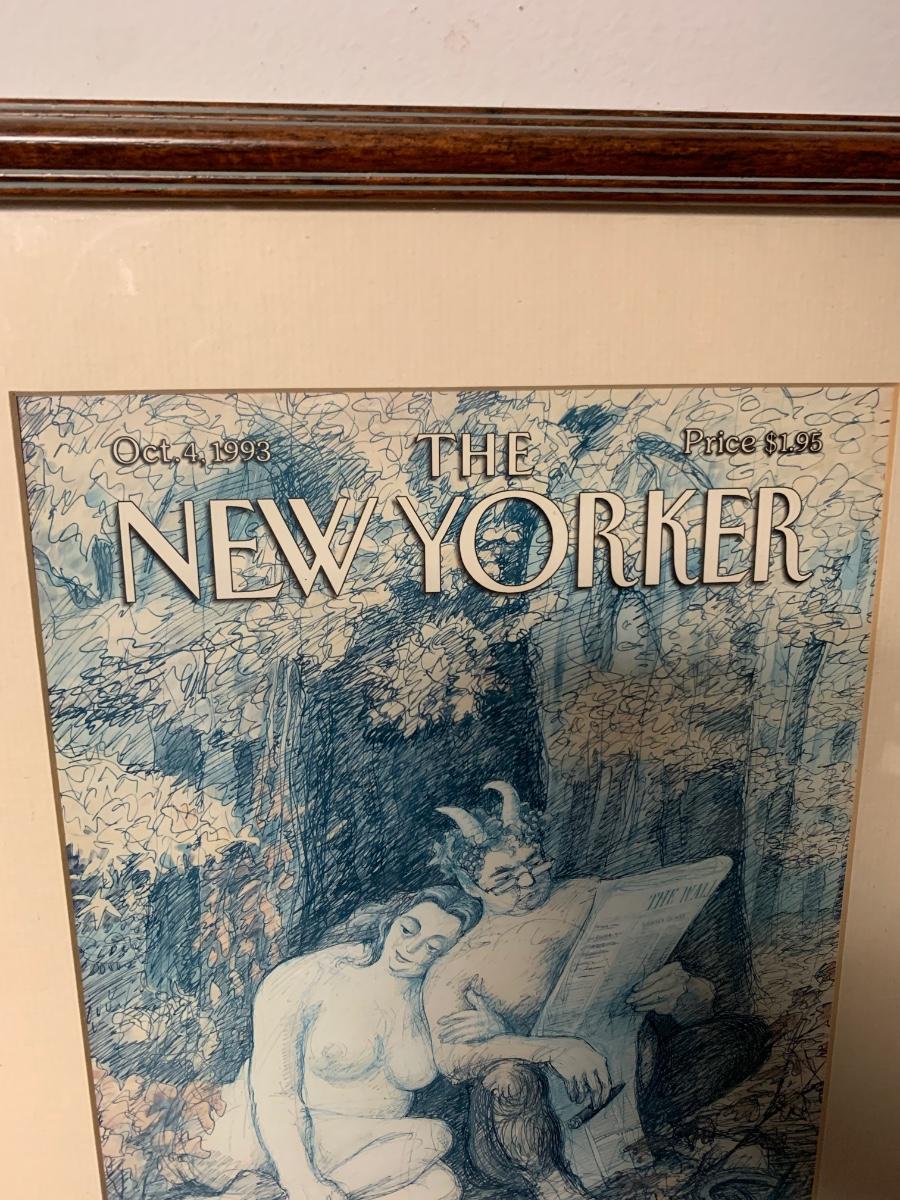 Oct. 4, 1993
THE
Price $1.95
NEW YORKER
THE WALL